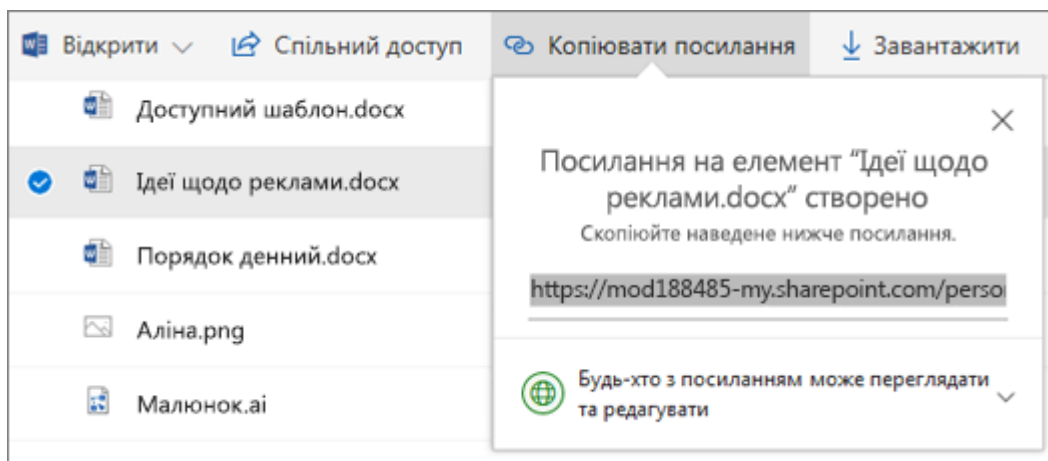 Відкрити
Спільний доступ
Копіювати посилання
Завантажити
Доступний шаблон.docx
Ідеї щодо реклами.docx
Порядок денний.docx
Аліна.png
Малюнок.ai
Посилання на елемент “Ідеї щодо
реклами.docx” створено
Скопіюйте наведене нижче посилання.
https://mod188485-my.sharepoint.com/perso
Будь-хто з посиланням може переглядати
та редагувати